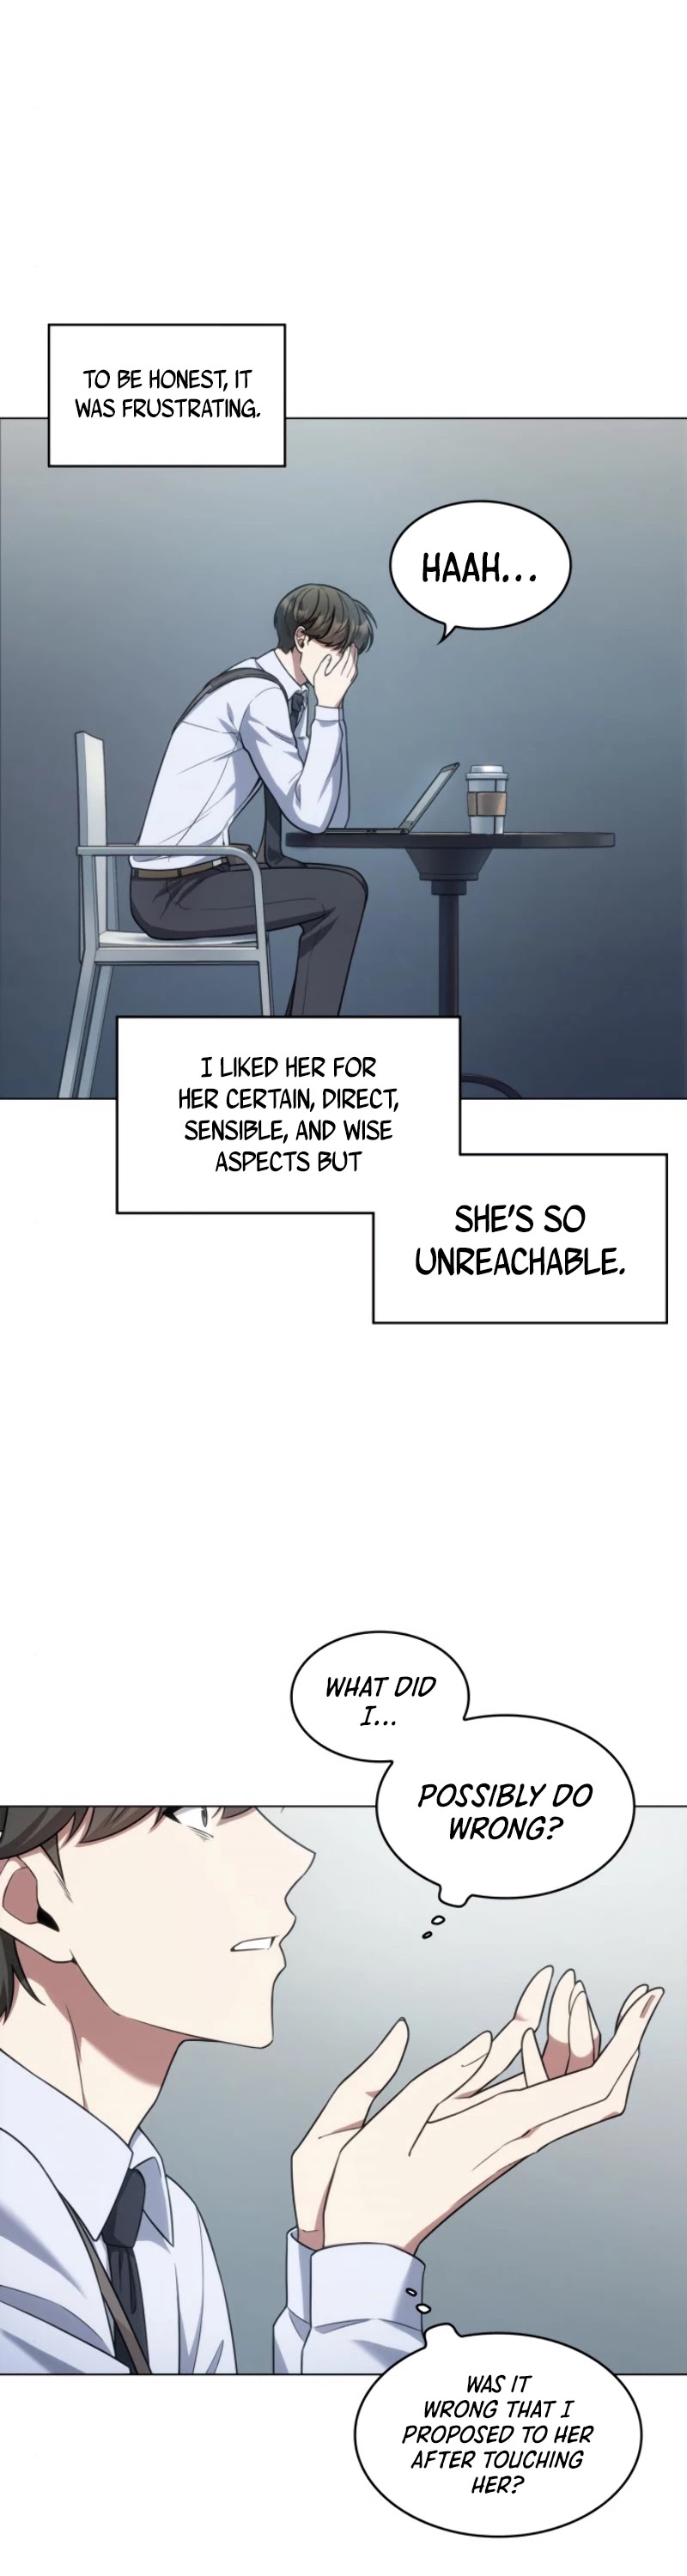 TO BE HONEST, IT
WAS FRUSTRATING.
HAAH...
I LIKED HER FOR
HER CERTAIN, DIRECT,
SENSIBLE, AND WISE
ASPECTS BUT
SHE'S SO
UNREACHABLE.
WHAT DID
I...
POSSIBLY DO
WRONG?
WAS IT
WRONG THAT I
PROPOSED TO HER
AFTER TOUCHING
HER?